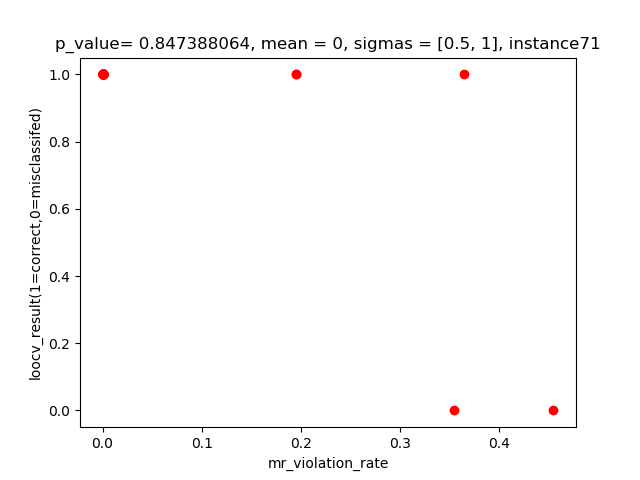 p_value= 0.847388064, mean = 0, sigmas = [0.5, 1], instance71
loocv_result(1=correct,0=misclassifed)
1.0
0.8
0.6
0.4
0.2
0.0
0.0 0.1 0.2 0.3 0.4
mr_violation_rate